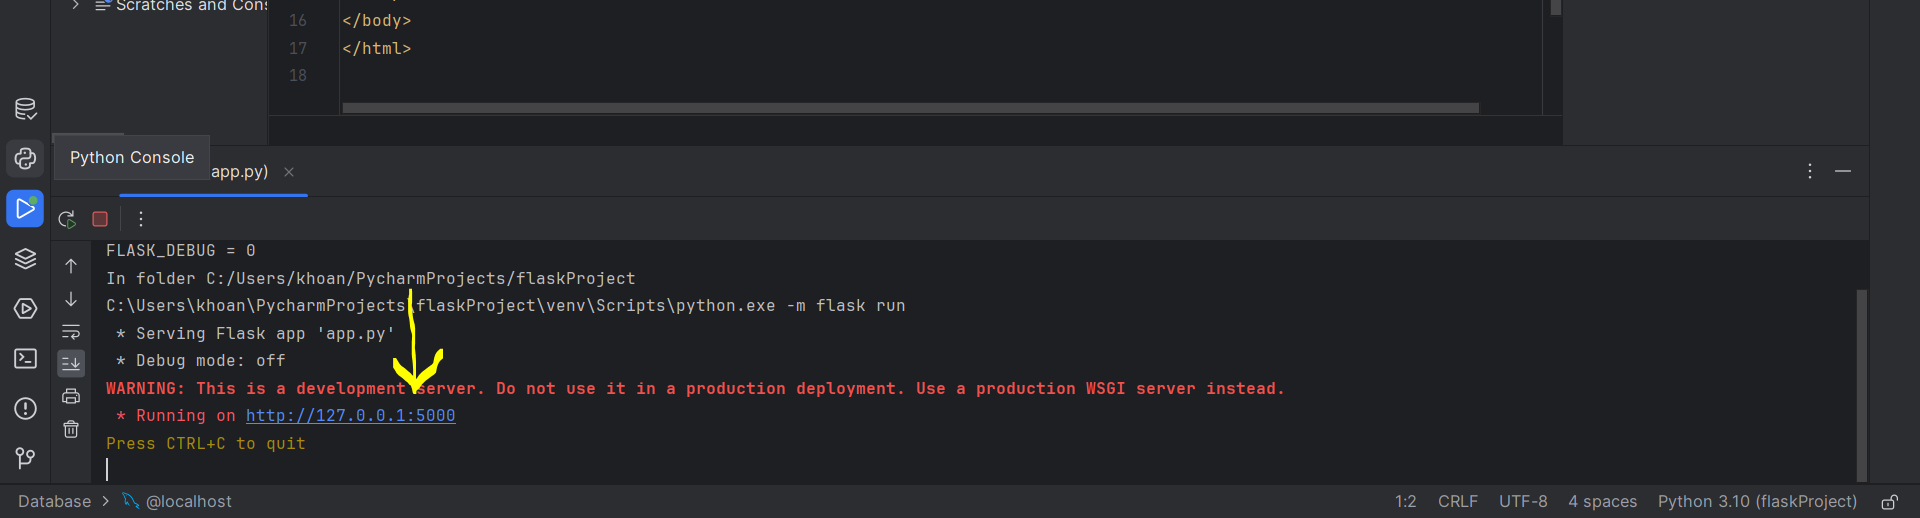 Scratches and Cons
16 </body>
17 </html>
18
Python Console
app.py)
FLASK_DEBUG = 0
In folder C:/Users/khoan/PycharmProjects/flaskProject
C:\Users\khoan\PycharmProjects\flaskProject\venv\Scripts\python.exe -m flask run
* Serving Flask app 'app.py'
* Debug mode: off
WARNING: This is a development server. Do not use it in a production deployment. Use a production WSGI server instead.
* Running on http://127.0.0.1:5000
Press CTRL+C to quit
Database > @localhost
1:2 CRLF UTF-8 4 spaces Python 3.10 (flaskProject)